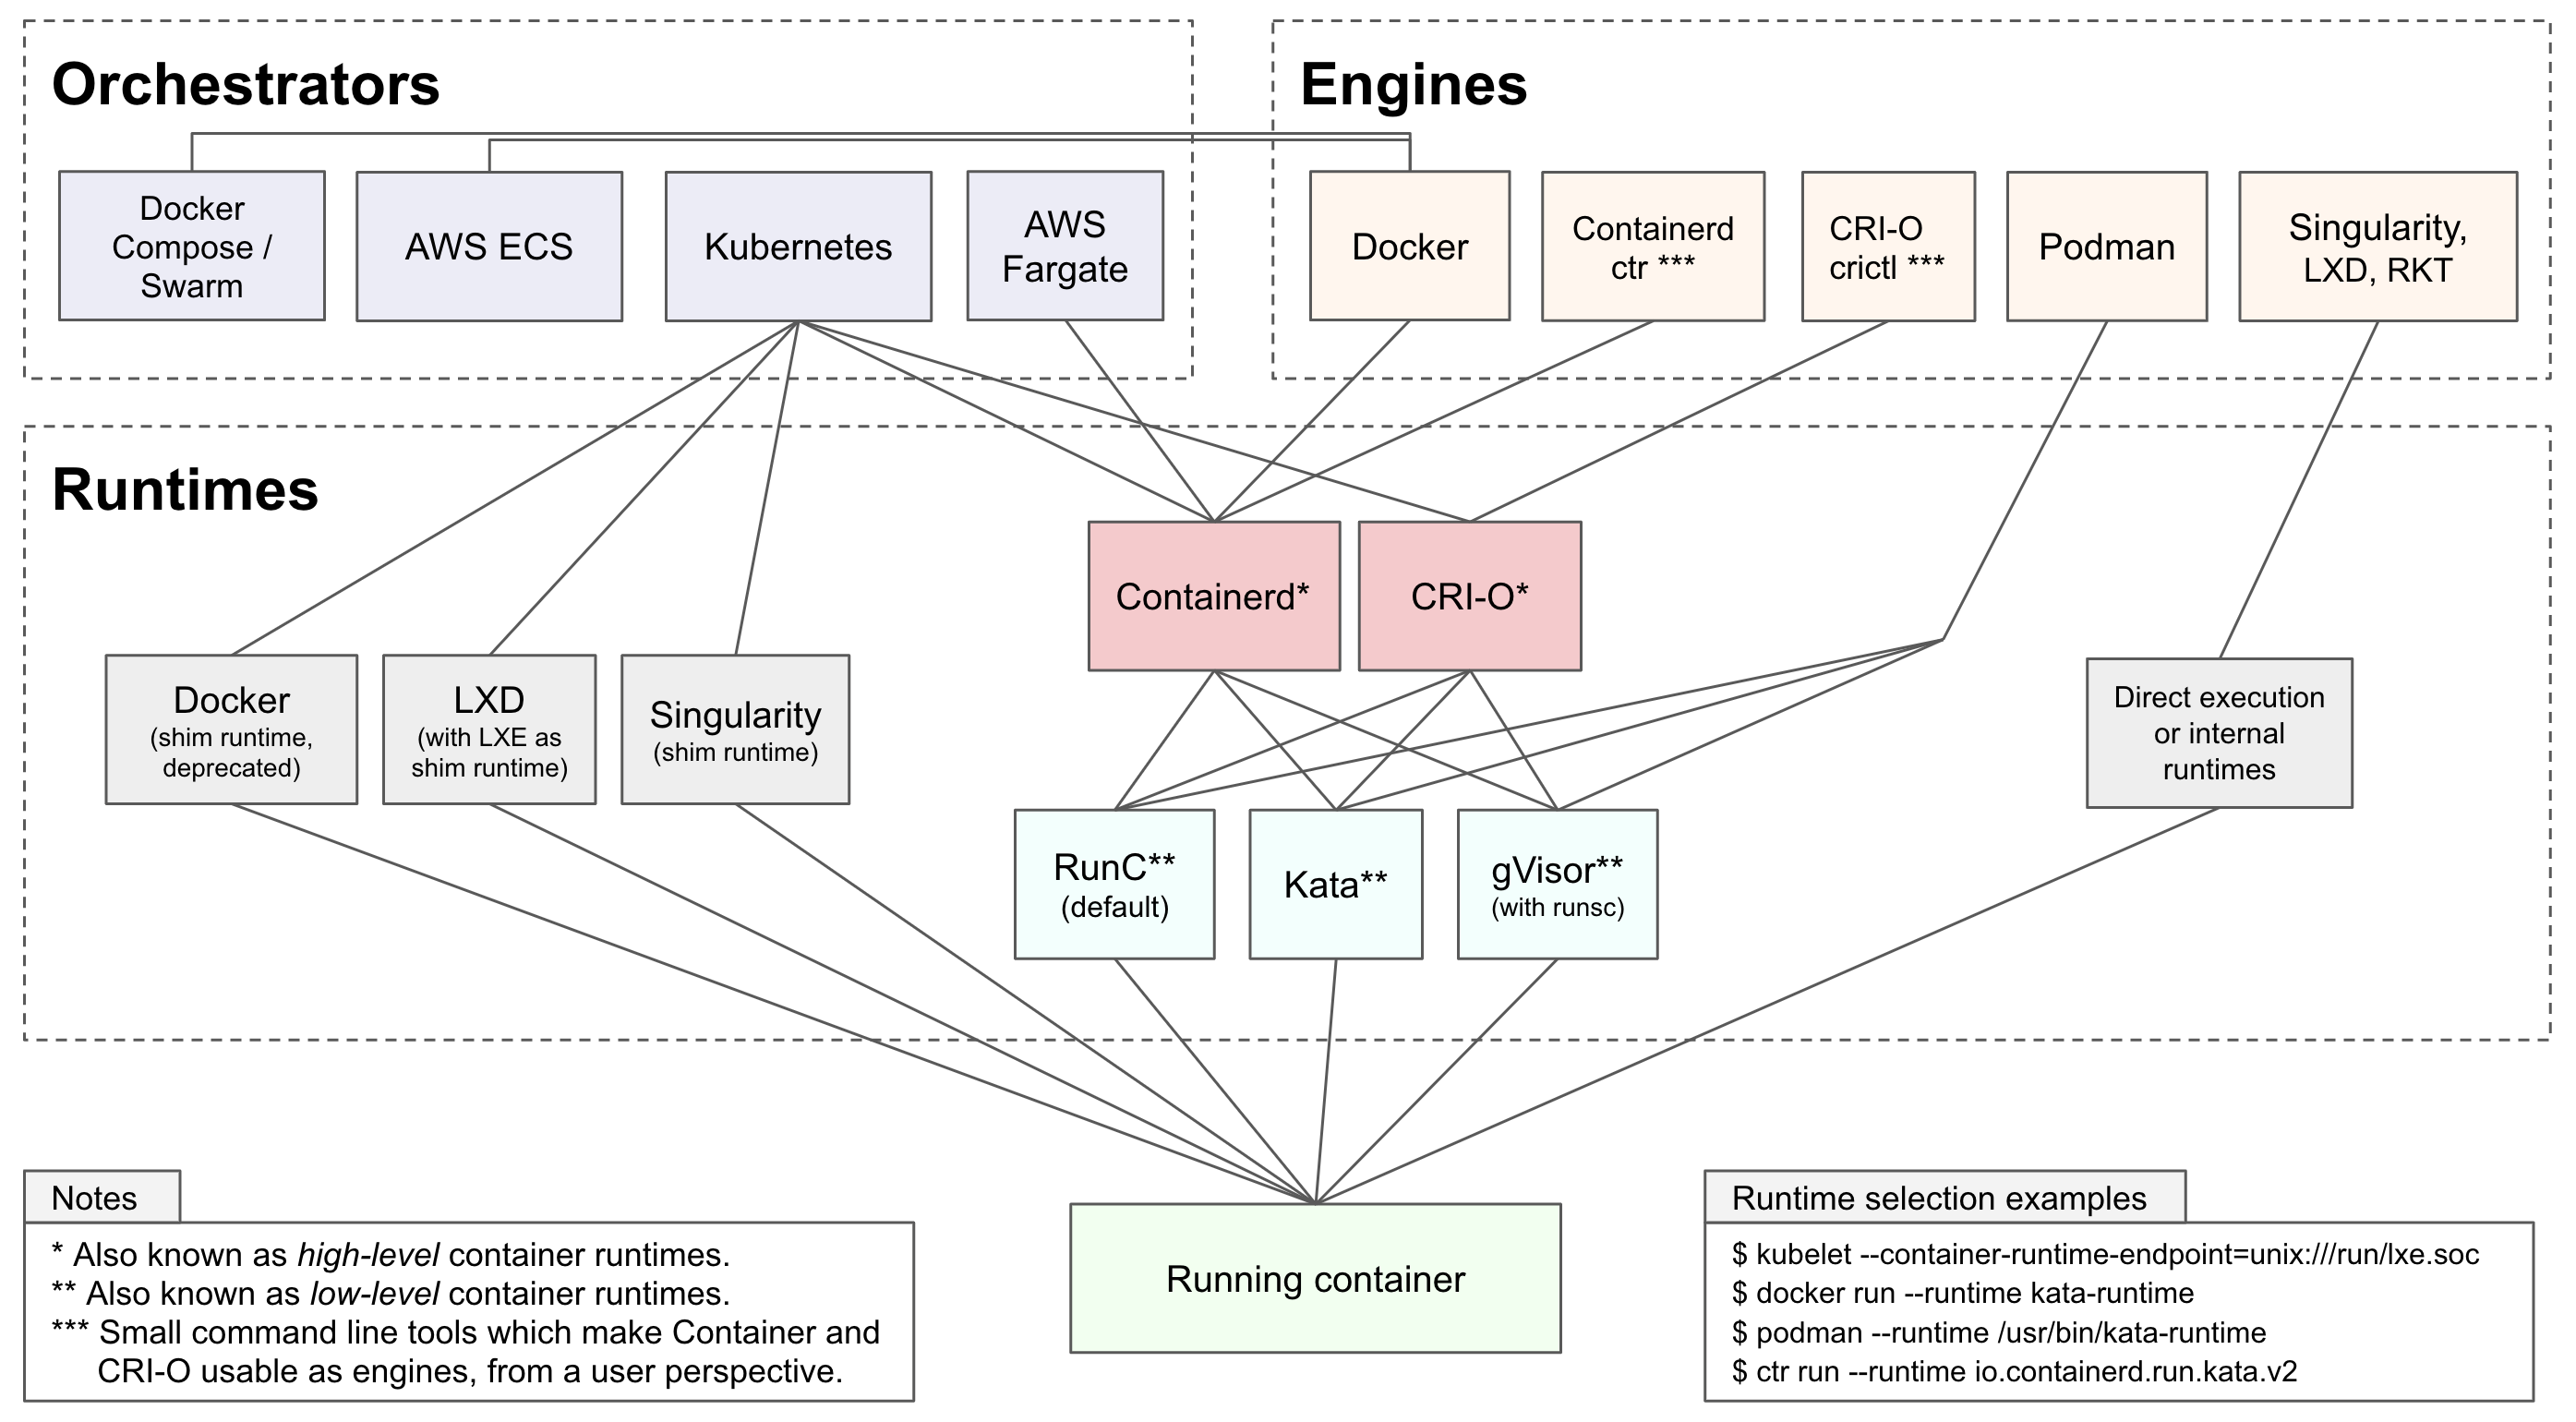 Orchestrators
Engines
Docker
Compose /
Swarm
AWS ECS
Kubernetes
AWS
Fargate
Docker
Containerd
ctr ***
CRI-O
crictl ***
Podman
Singularity,
LXD, RKT
Runtimes
Containerd*
CRI-O*
Docker
(shim runtime,
deprecated)
LXD
(with LXE as
shim runtime)
Singularity
(shim runtime)
Direct execution
or internal
runtimes
RunC**
(default)
Kata**
gVisor**
(with runsc)
Running container
Notes
* Also known as high-level container runtimes.
** Also known as low-level container runtimes.
*** Small command line tools which make Container and
CRI-O usable as engines, from a user perspective.
Runtime selection examples
$ kubelet --container-runtime-endpoint=unix:///run/lxe.soc
$ docker run --runtime kata-runtime
$ podman --runtime /usr/bin/kata-runtime
$ ctr run --runtime io.containerd.run.kata.v2